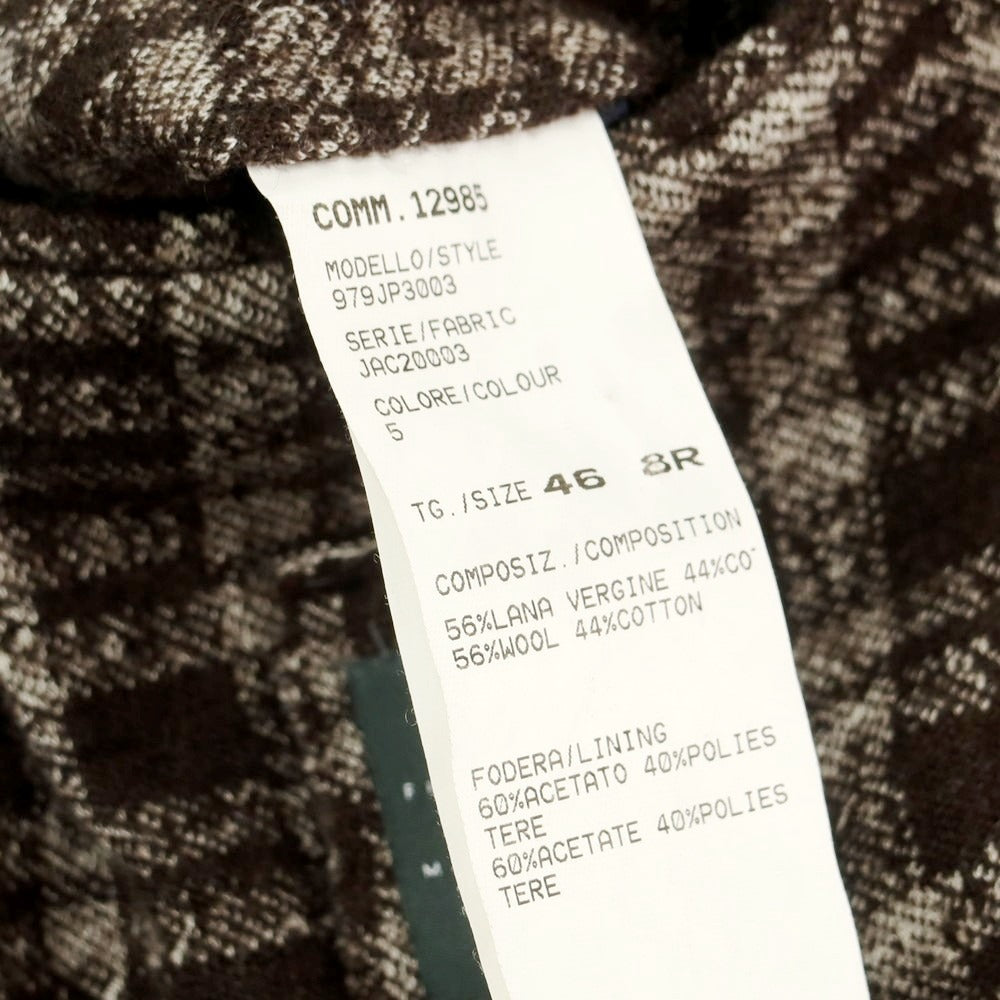 COMM.12985
MODELLO/STYLE
979JP3003
SERIE/FABRIC
JAC20003
COLORE/COLOUR
5
TG./SIZE 46 8R
COMPOSIZ./COMPOSITION
56%LANA VERGINE 44%CO
56%WOOL 44%COTTON
FODERA/LINING
60%ACETATO 40%POLIES
TERE
60%ACETATE 40%POLIES
TERE
F
M